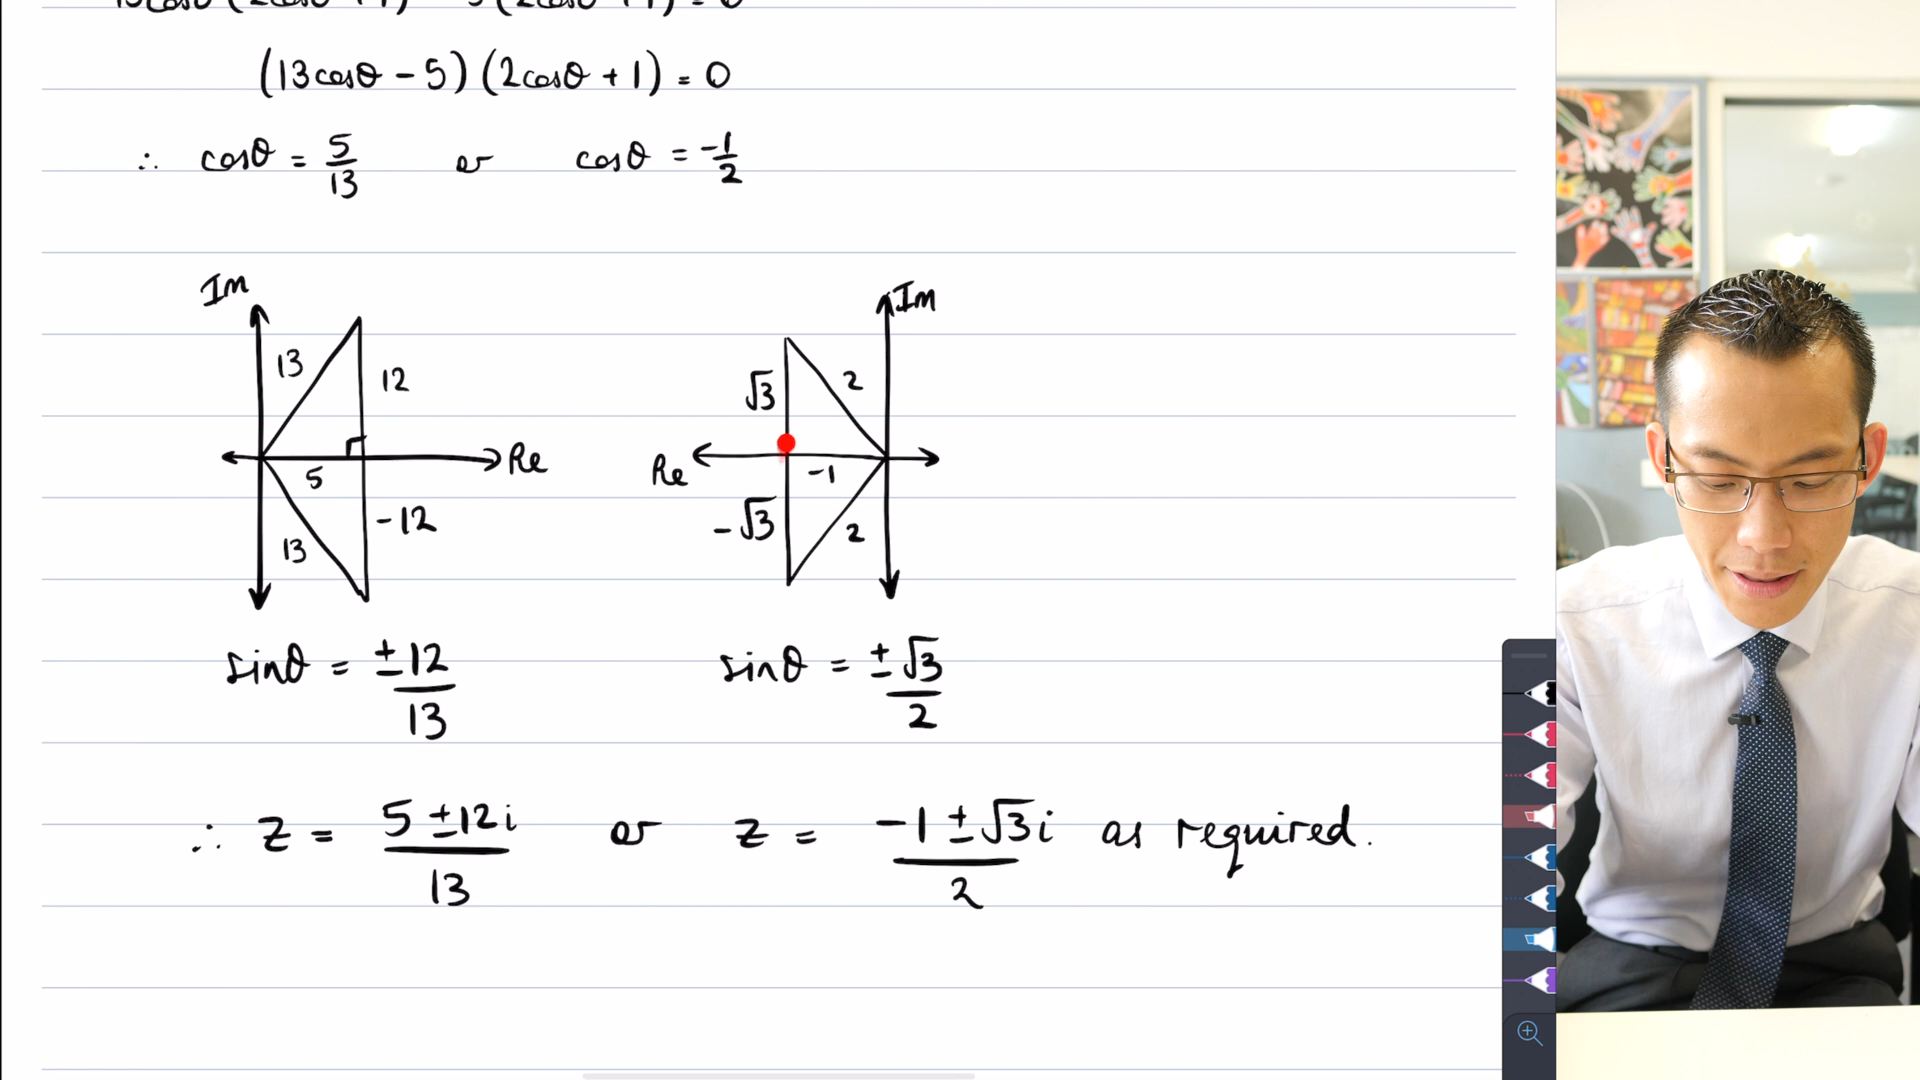 (13cosθ - 5)(2cosθ + 1) = 0
∴ cosθ = 5/13 or cosθ = -1/2
Im
13
12
5
Re
13
-12
Im
√3
2
Re
-1
-√3
2
sinθ = ±12/13
sinθ = ±√3/2
∴ z = 5 ± 12i/13 or z = -1 ± √3i/2 as required.